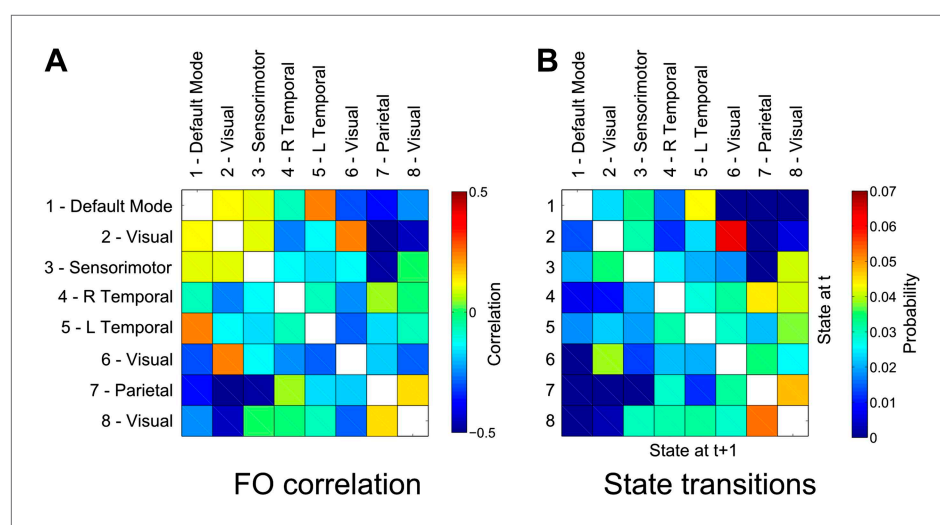 A
B
1 - Default Mode
2 - Visual
3 - Sensorimotor
4 - R Temporal
5 - L Temporal
6 - Visual
7 - Parietal
8 - Visual
1 - Default Mode
2 - Visual
3 - Sensorimotor
4 - R Temporal
5 - L Temporal
6 - Visual
7 - Parietal
8 - Visual
1 - Default Mode
2 - Visual
3 - Sensorimotor
4 - R Temporal
5 - L Temporal
6 - Visual
7 - Parietal
8 - Visual
0.5
0
−0.5
Correlation
1
2
3
4
5
6
7
8
State at t
State at t+1
0.07
0.06
0.05
0.04
0.03
0.02
0.01
0
Probability
FO correlation
State transitions